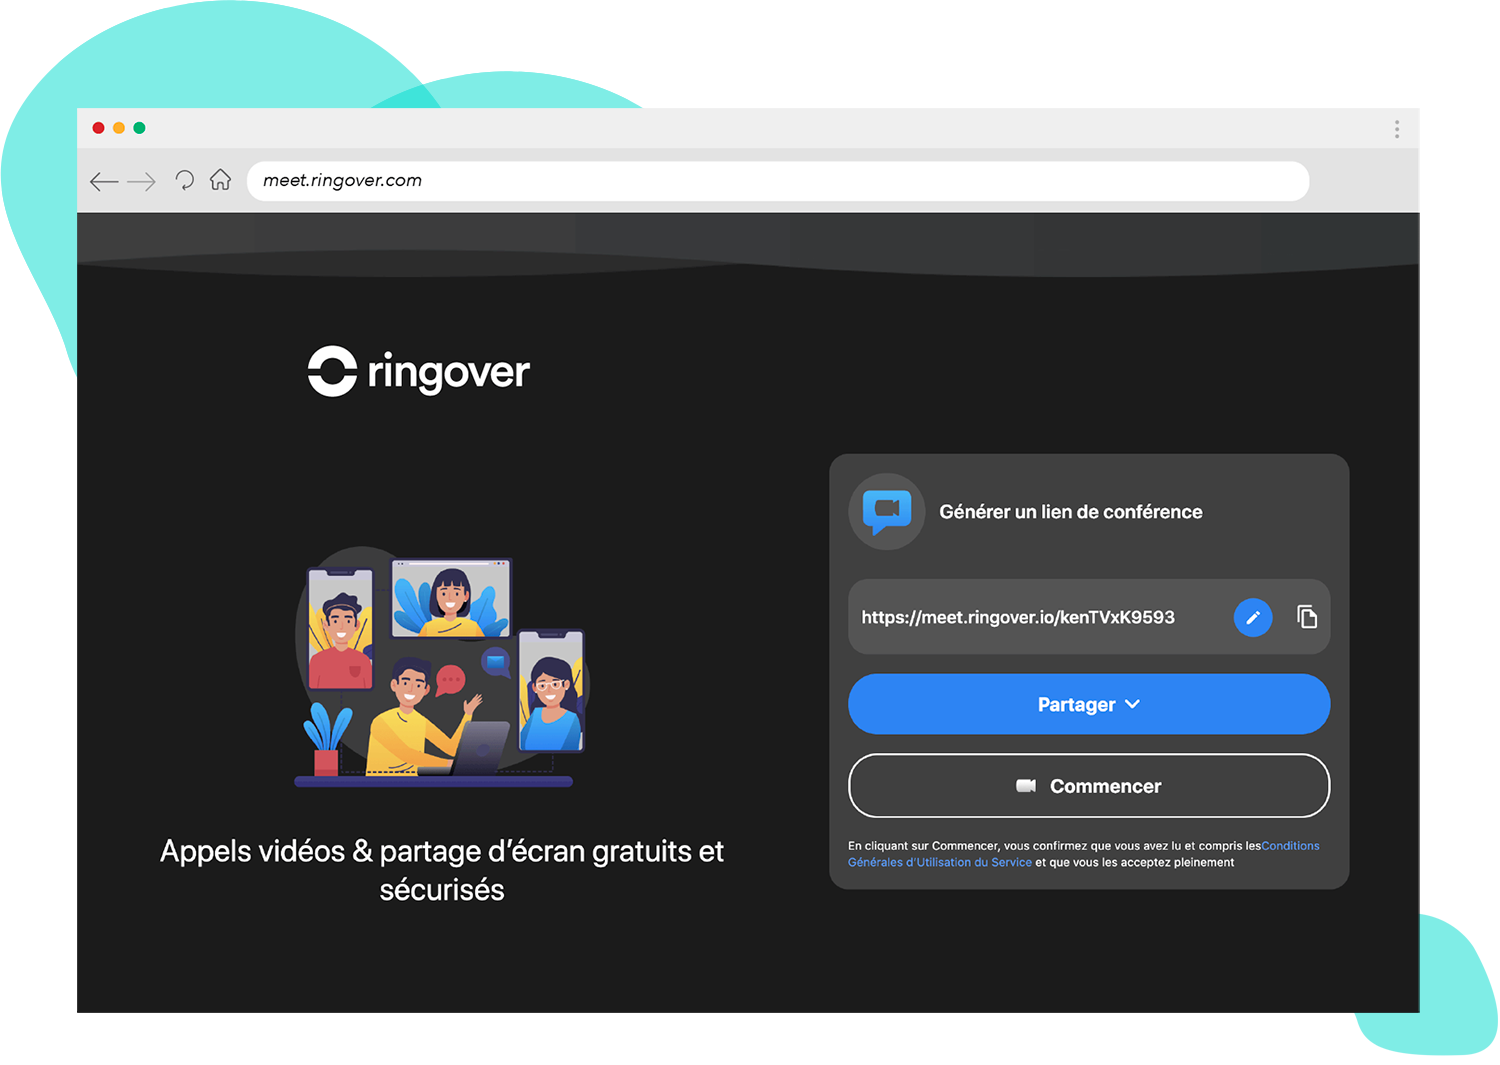 meet.ringover.com
ringover
Générer un lien de conférence
https://meet.ringover.io/kenTVxK9593
Partager
Commencer
En cliquant sur Commencer, vous confirmez que vous avez lu et compris lesConditions
Générales d'Utilisation du Service et que vous les acceptez pleinement
Appels vidéos & partage d'écran gratuits et
sécurisés